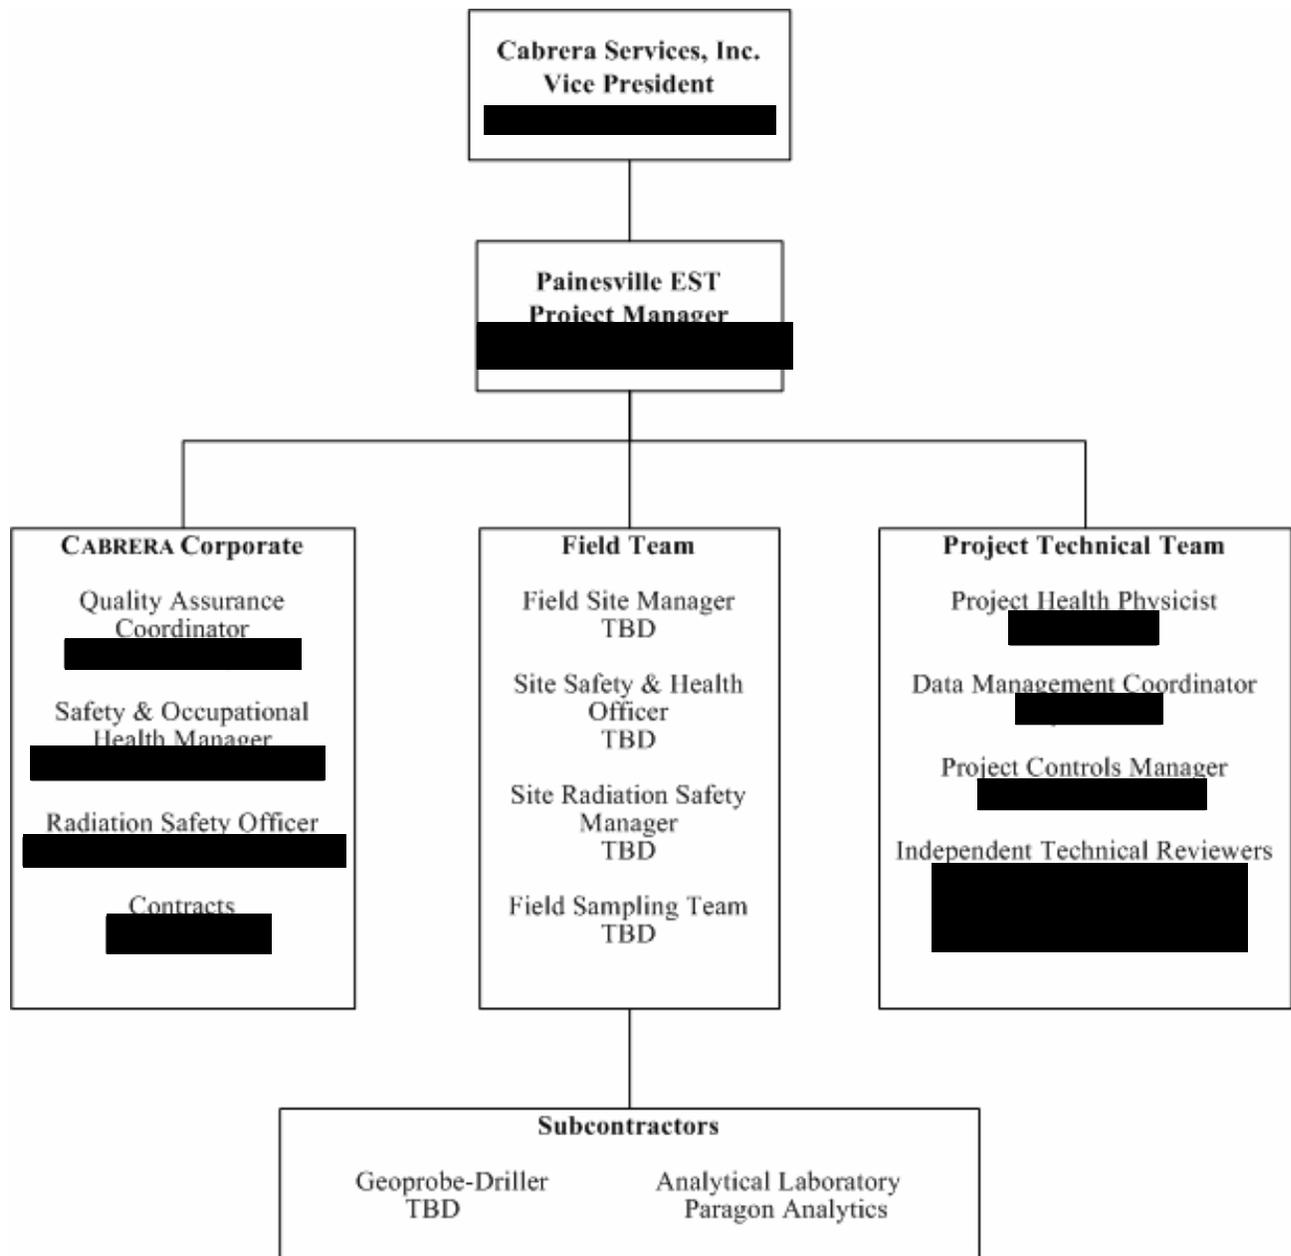 Cabrera Services, Inc.
Vice President
Painesville EST
Project Manager
CABRERA Corporate
Quality Assurance
Coordinator
Safety & Occupational
Health Manager
Radiation Safety Officer
Contracts
Field Team
Field Site Manager
TBD
Site Safety & Health
Officer
TBD
Site Radiation Safety
Manager
TBD
Field Sampling Team
TBD
Project Technical Team
Project Health Physicist
Data Management Coordinator
Project Controls Manager
Independent Technical Reviewers
Subcontractors
Geoprobe-Driller
TBD
Analytical Laboratory
Paragon Analytics